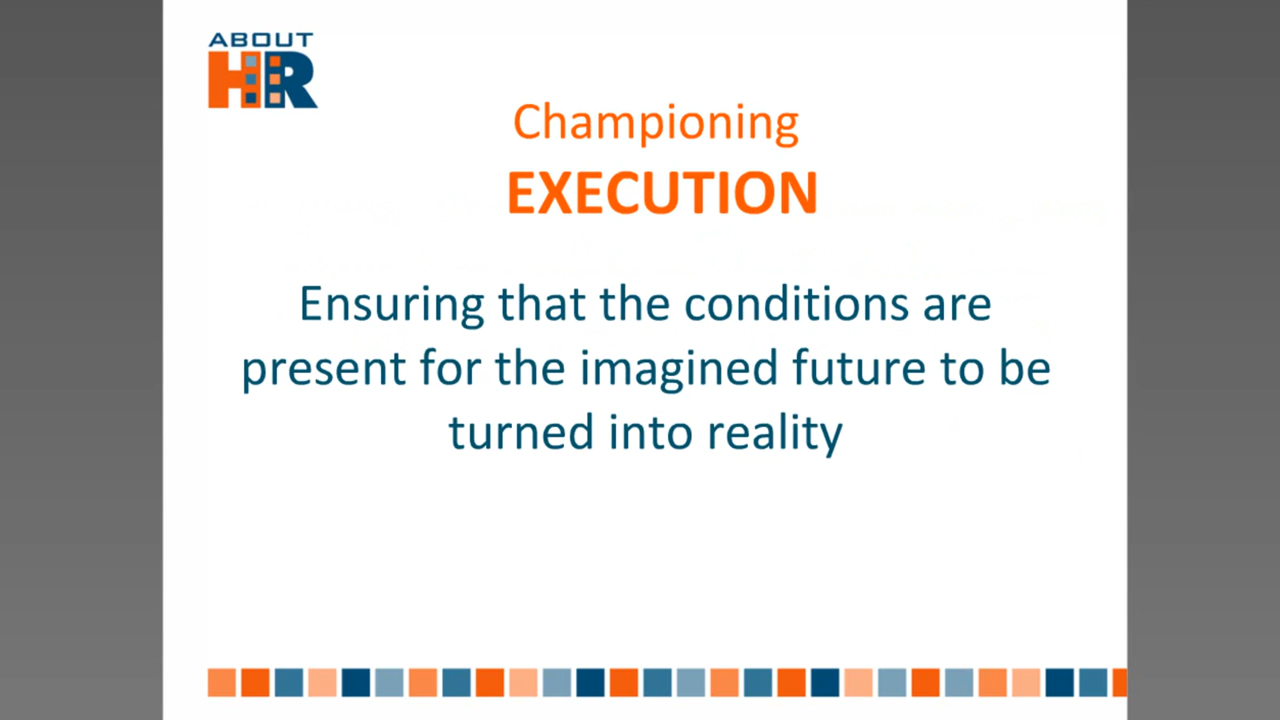 ABOUT
HR
Championing
EXECUTION
Ensuring that the conditions are
present for the imagined future to be
turned into reality